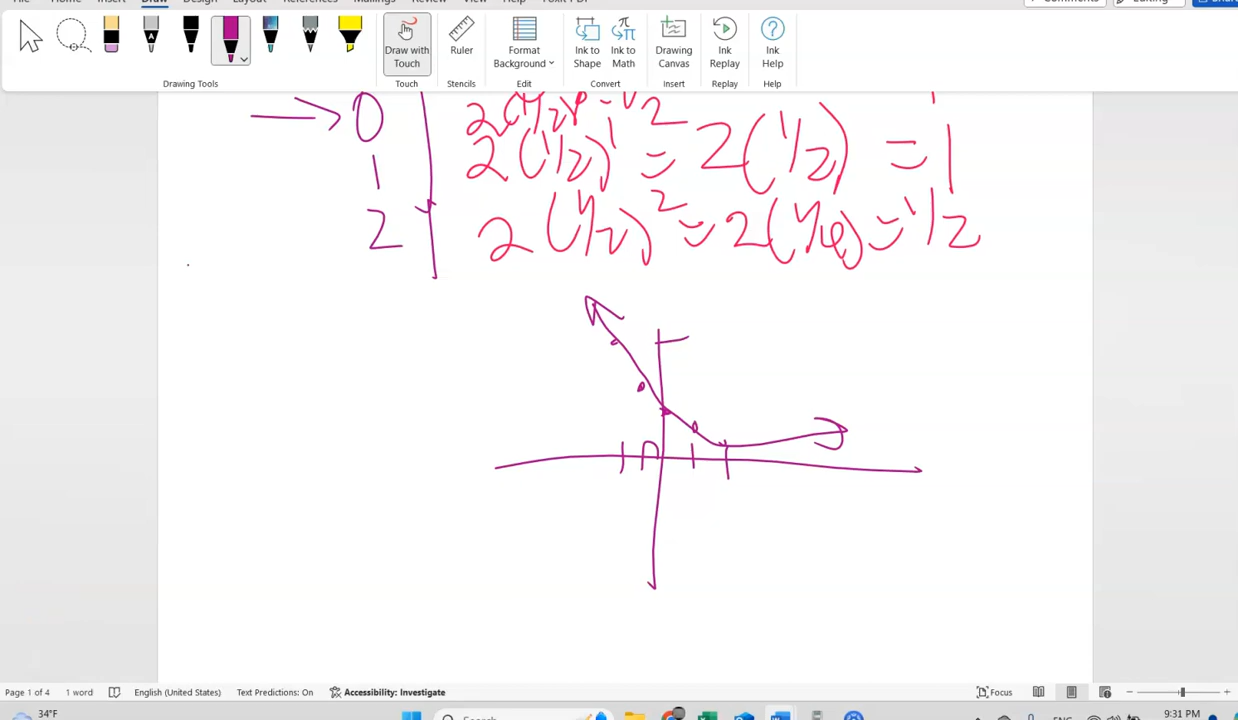 File Home Insert Draw Design Layout References Mailings Review View Help Foxit PDF
Comments Editing
Draw with Touch Ruler Format Background Ink to Shape Ink to Math Drawing Canvas Ink Replay Ink Help
Drawing Tools Touch Stencils Edit Convert Insert Replay Help
0
1 2(1/2)^1 = 2(1/2) = 1
2 2(1/2)^2 = 2(1/4) = 1/2
Page 1 of 4 1 word English (United States) Text Predictions: On Accessibility: Investigate Focus
34°F Search ENG 9:31 PM